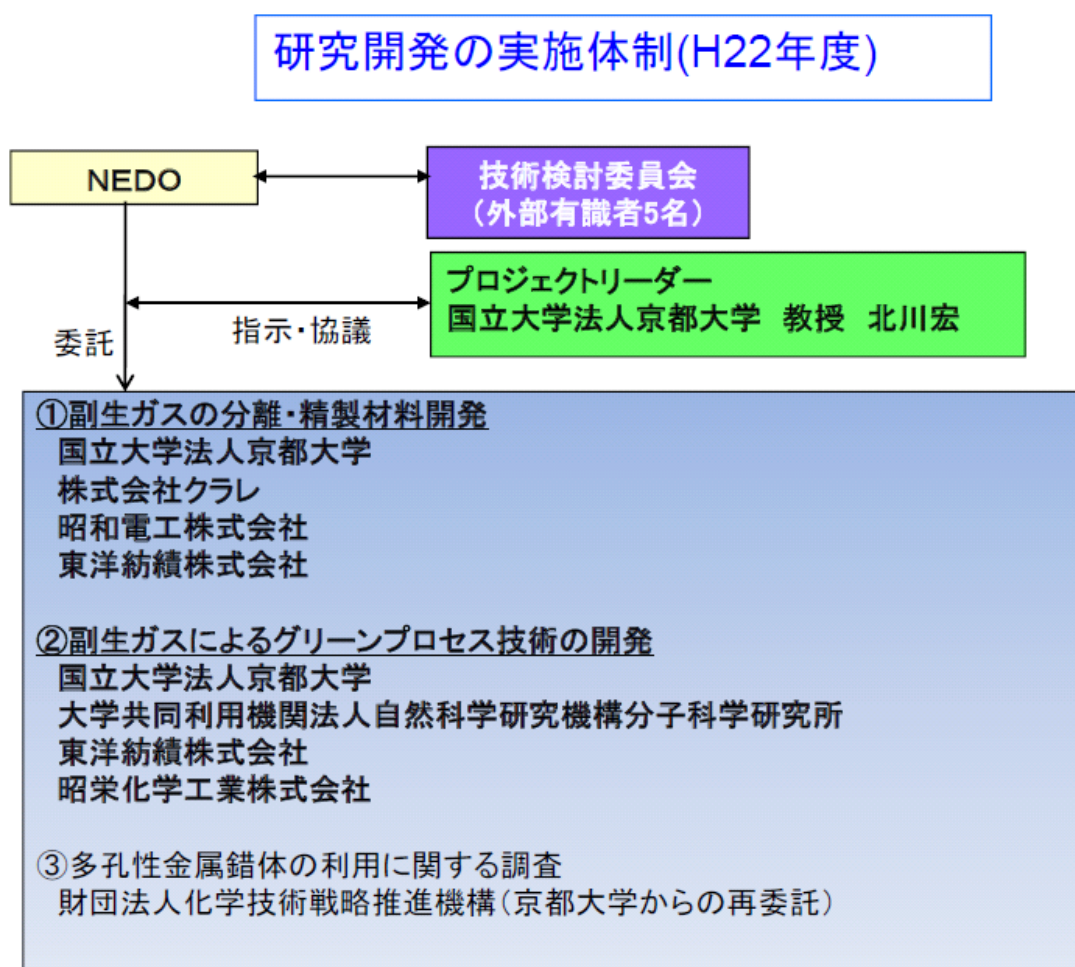 研究開発の実施体制(H22年度)
NEDO
技術検討委員会
(外部有識者5名)
プロジェクトリーダー
国立大学法人京都大学 教授 北川宏
指示・協議
委託
①副生ガスの分離・精製材料開発
国立大学法人京都大学
株式会社クラレ
昭和電工株式会社
東洋紡績株式会社
②副生ガスによるグリーンプロセス技術の開発
国立大学法人京都大学
大学共同利用機関法人自然科学研究機構分子科学研究所
東洋紡績株式会社
昭栄化学工業株式会社
③多孔性金属錯体の利用に関する調査
財団法人化学技術戦略推進機構(京都大学からの再委託)